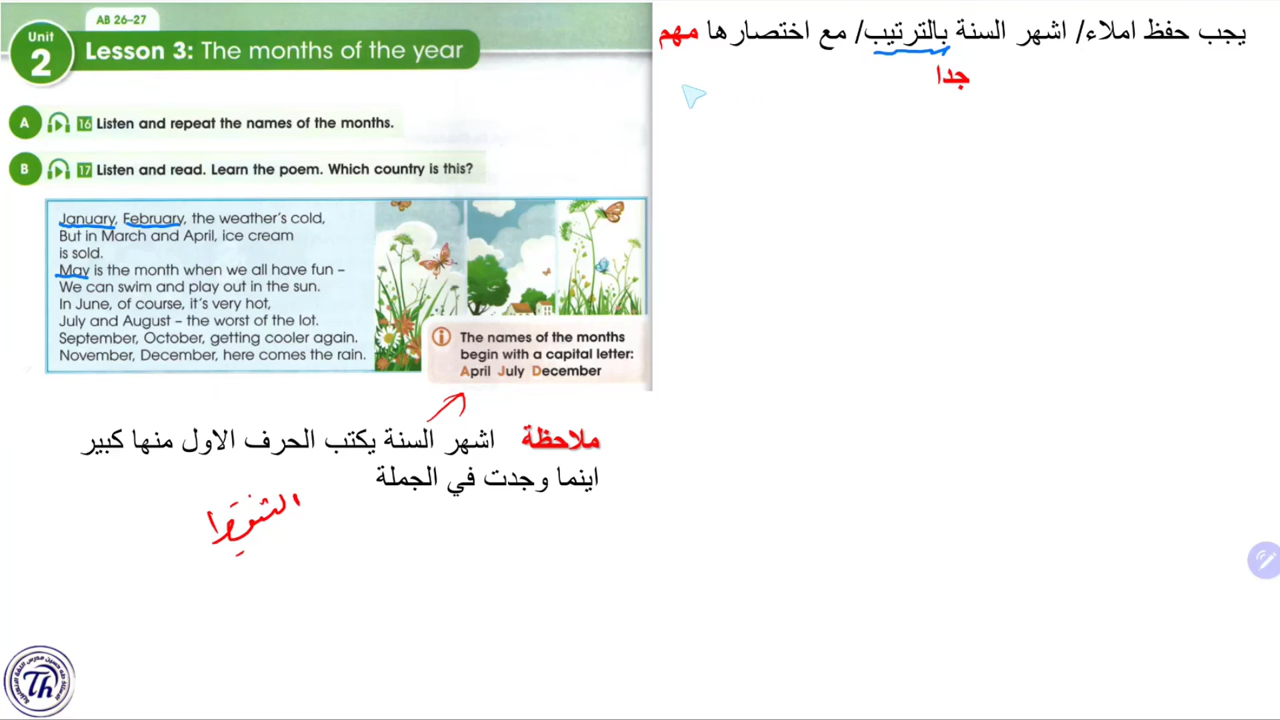 AB 26-27
Unit
2
Lesson 3: The months of the year
A 16 Listen and repeat the names of the months.
B 17 Listen and read. Learn the poem. Which country is this?
January, February, the weather's cold,
But in March and April, ice cream
is sold.
May is the month when we all have fun –
We can swim and play out in the sun.
In June, of course, it's very hot,
July and August – the worst of the lot.
September, October, getting cooler again.
November, December, here comes the rain.
i The names of the months
begin with a capital letter:
April July December
ملاحظة اشهر السنة يكتب الحرف الاول منها كبير
اينما وجدت في الجملة
يجب حفظ املاء/ اشهر السنة بالترتيب/ مع اختصارها مهم
جدا
Th